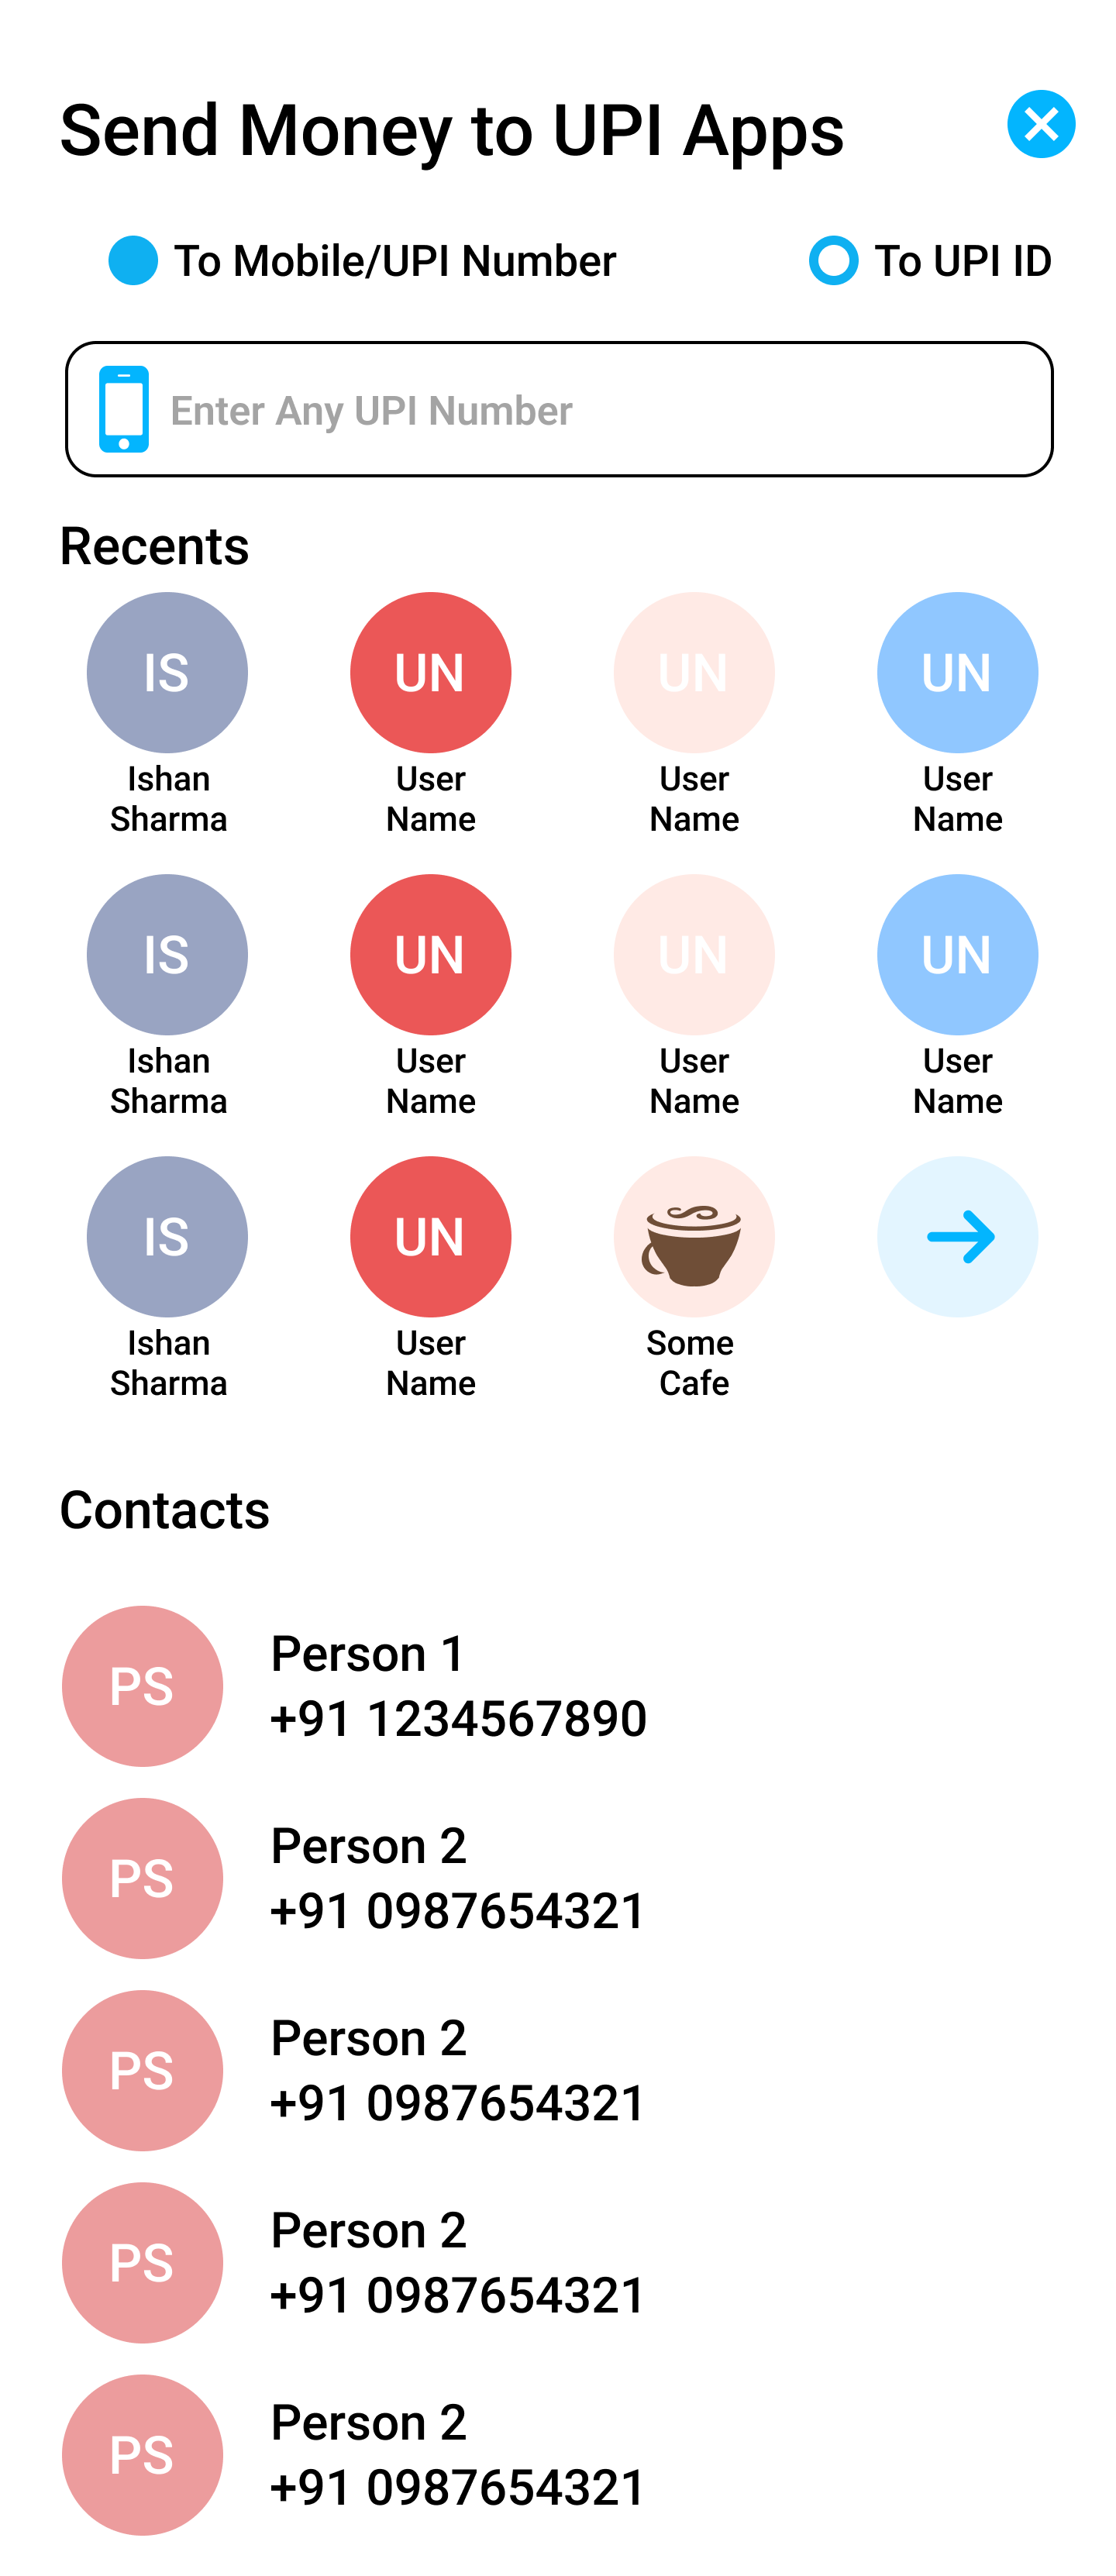 Send Money to UPI Apps
To Mobile/UPI Number
To UPI ID
Enter Any UPI Number
Recents
IS
UN
UN
UN
Ishan
Sharma
User
Name
User
Name
User
Name
IS
UN
UN
UN
Ishan
Sharma
User
Name
User
Name
User
Name
IS
UN
Ishan
Sharma
User
Name
Some
Cafe
Contacts
PS
Person 1
+91 1234567890
PS
Person 2
+91 0987654321
PS
Person 2
+91 0987654321
PS
Person 2
+91 0987654321
PS
Person 2
+91 0987654321